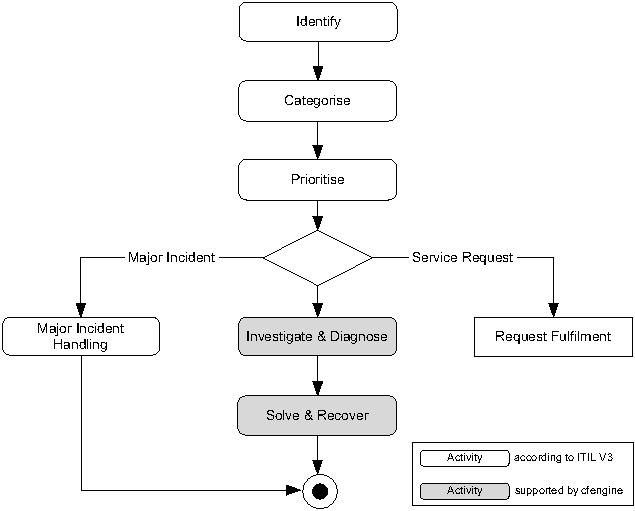 Identify
Categorise
Prioritise
Major Incident
Service Request
Major Incident
Handling
Investigate & Diagnose
Request Fulfilment
Solve & Recover
Activity according to ITIL V3
Activity supported by cfengine